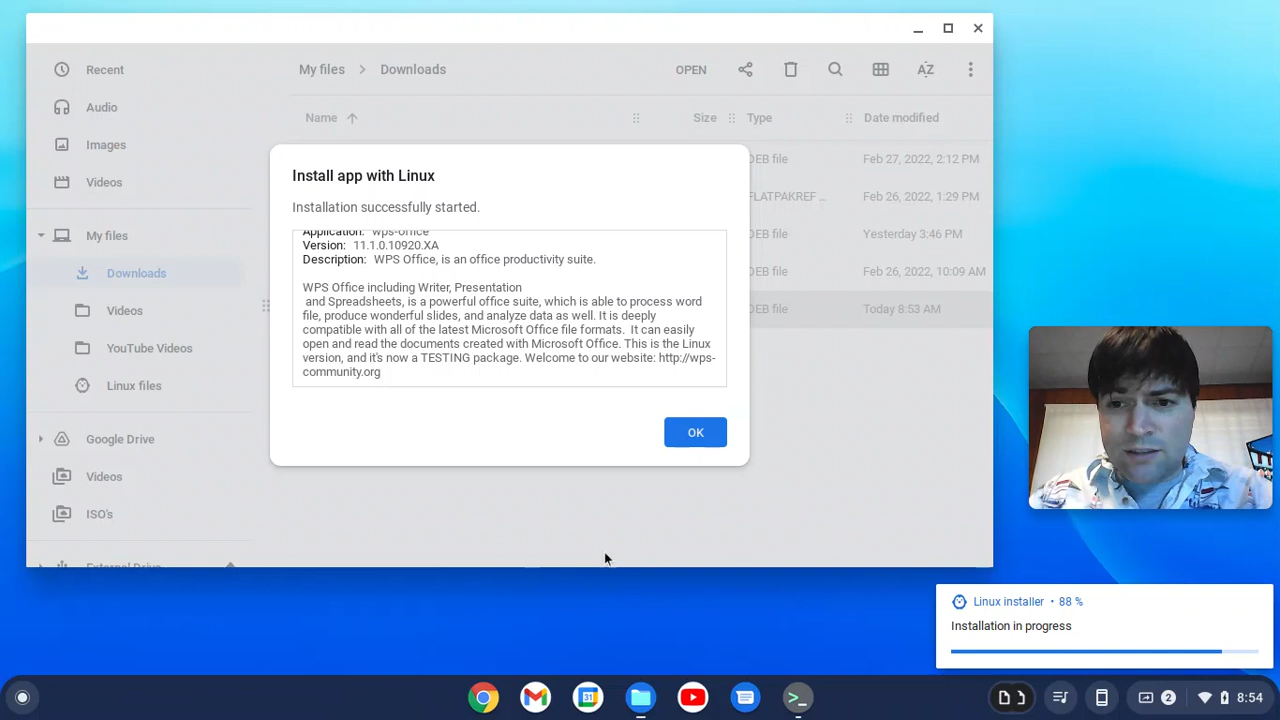 Recent
Audio
Images
Videos
My files
Downloads
Videos
YouTube Videos
Linux files
Google Drive
Videos
ISO's
External Drive
My files > Downloads
OPEN
AZ
Name
Size
Type
Date modified
DEB file
Feb 27, 2022, 2:12 PM
FLATPAKREF ...
Feb 26, 2022, 1:29 PM
DEB file
Yesterday 3:46 PM
DEB file
Feb 26, 2022, 10:09 AM
DEB file
Today 8:53 AM
Install app with Linux
Installation successfully started.
Application: wps-office
Version: 11.1.0.10920.XA
Description: WPS Office, is an office productivity suite.
WPS Office including Writer, Presentation
and Spreadsheets, is a powerful office suite, which is able to process word
file, produce wonderful slides, and analyze data as well. It is deeply
compatible with all of the latest Microsoft Office file formats. It can easily
open and read the documents created with Microsoft Office. This is the Linux
version, and it's now a TESTING package. Welcome to our website: http://wps-
community.org
OK
Linux installer • 88 %
Installation in progress
31
>_
2
8:54